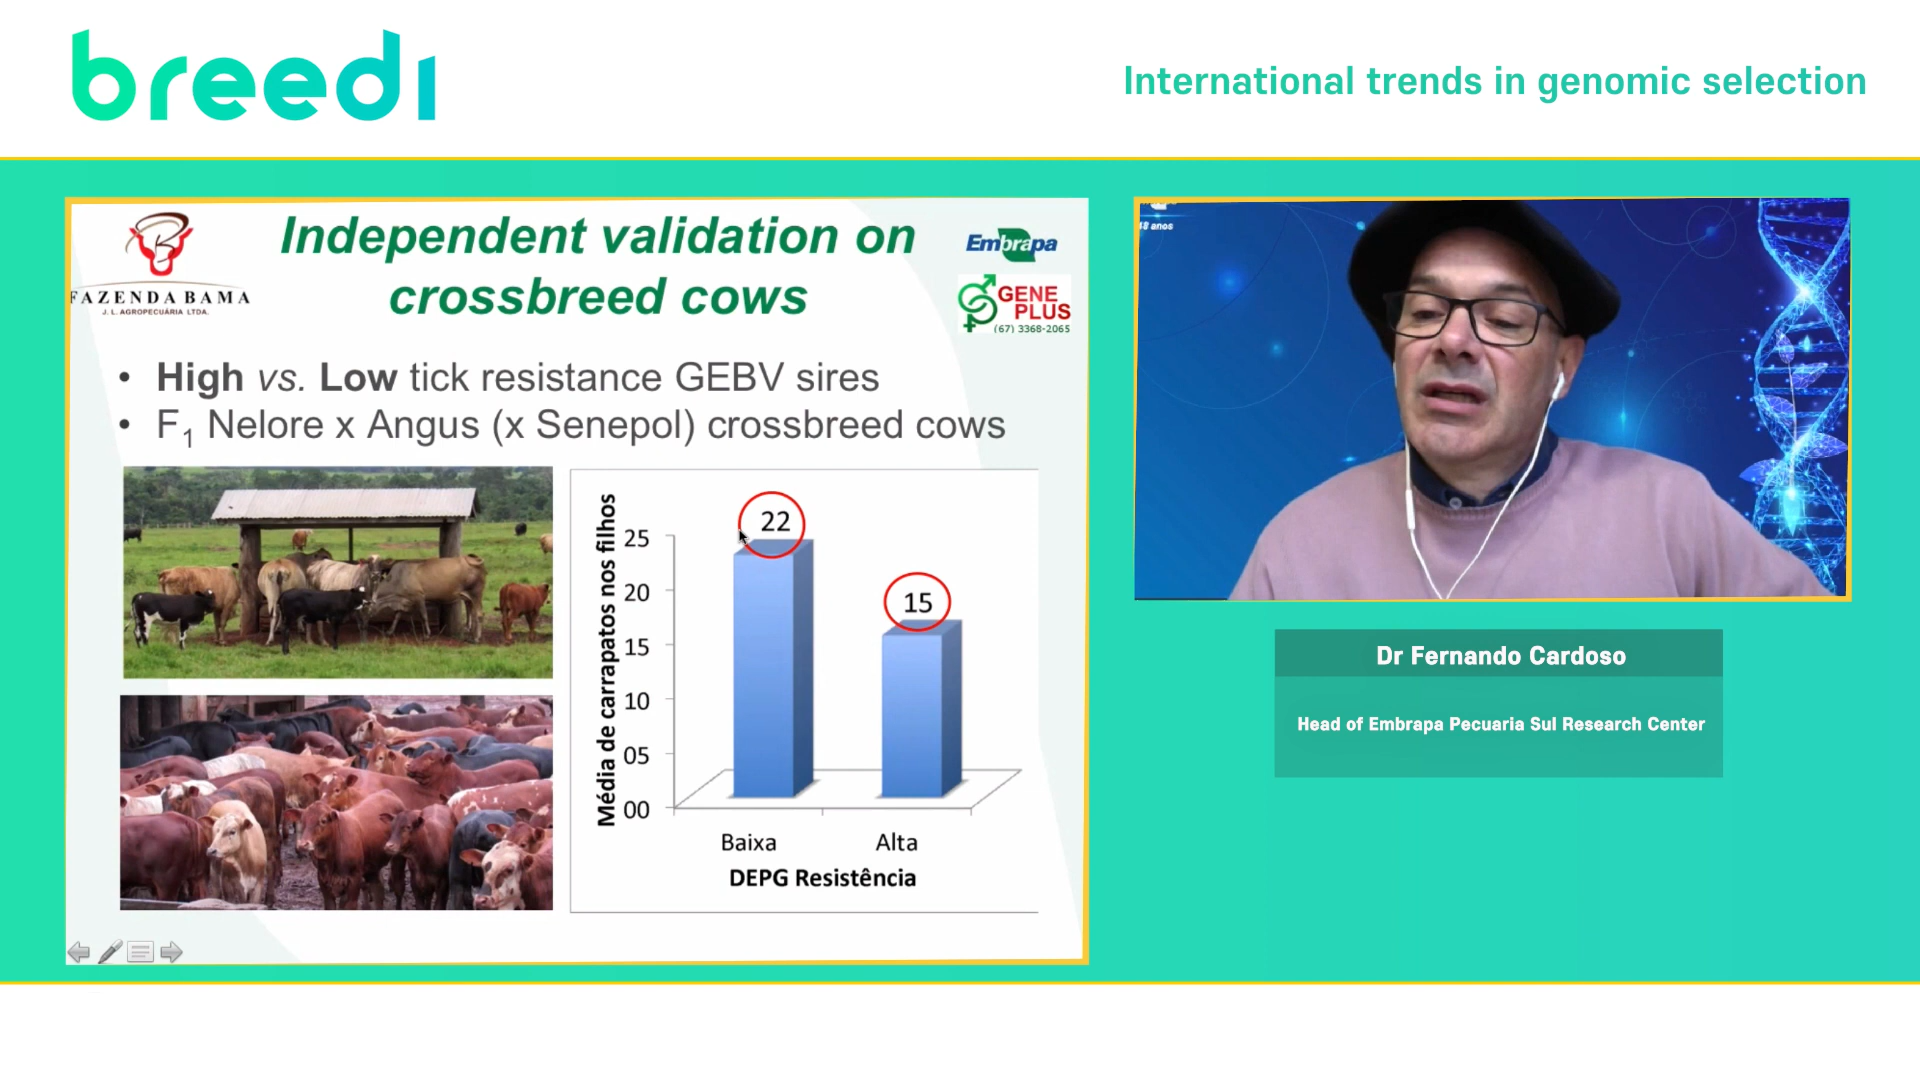 breedi
International trends in genomic selection
FAZENDA BAMA
J. L. AGROPECUÁRIA LTDA.
Independent validation on
crossbreed cows
Embrapa
GENE
PLUS
(67) 3368-2065
• High vs. Low tick resistance GEBV sires
• F1 Nelore x Angus (x Senepol) crossbreed cows
Média de carrapatos nos filhos
25
20
15
10
05
00
22
15
Baixa
Alta
DEPG Resistência
48 anos
Dr Fernando Cardoso
Head of Embrapa Pecuaria Sul Research Center